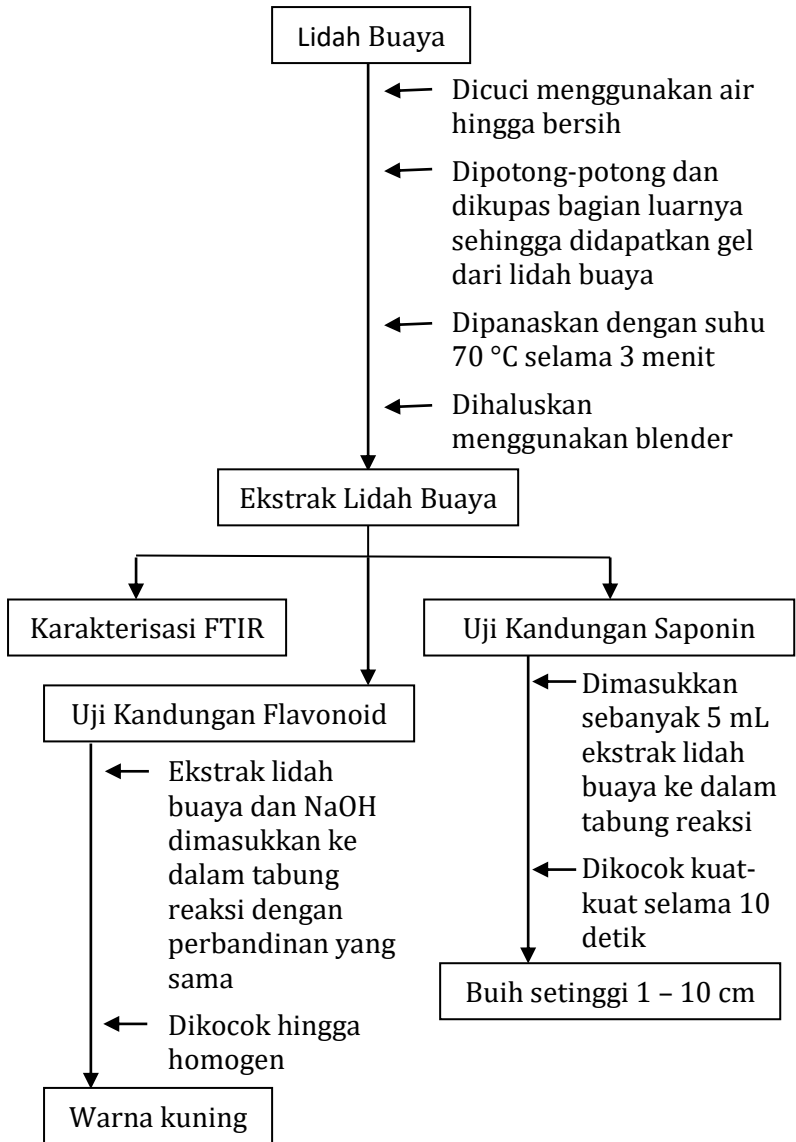 Lidah Buaya
Dicuci menggunakan air
hingga bersih
Dipotong-potong dan
dikupas bagian luarnya
sehingga didapatkan gel
dari lidah buaya
Dipanaskan dengan suhu
70 °C selama 3 menit
Dihaluskan
menggunakan blender
Ekstrak Lidah Buaya
Karakterisasi FTIR
Uji Kandungan Flavonoid
Ekstrak lidah
buaya dan NaOH
dimasukkan ke
dalam tabung
reaksi dengan
perbandinan yang
sama
Dikocok hingga
homogen
Warna kuning
Uji Kandungan Saponin
Dimasukkan
sebanyak 5 mL
ekstrak lidah
buaya ke dalam
tabung reaksi
Dikocok kuat-
kuat selama 10
detik
Buih setinggi 1 – 10 cm